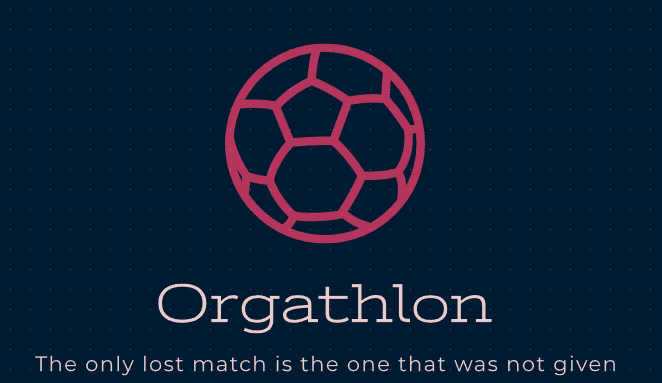 Orgathlon
The only lost match is the one that was not given